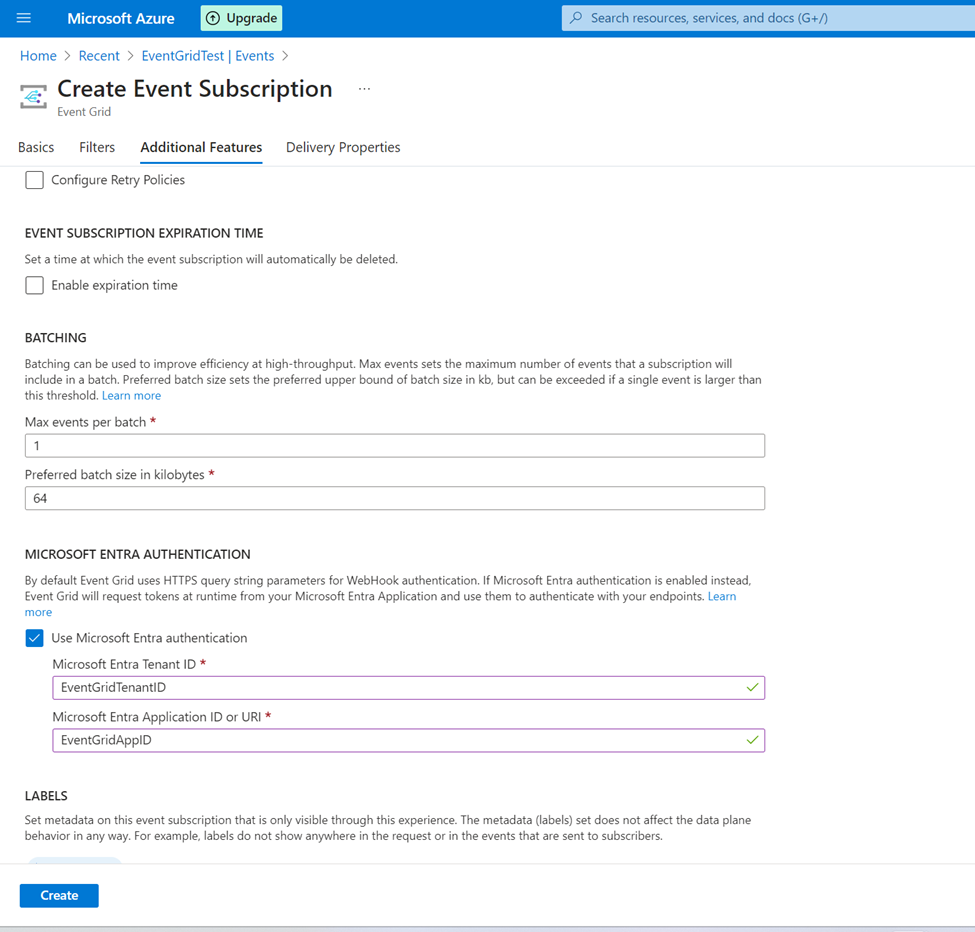 Microsoft Azure
Upgrade
Search resources, services, and docs (G+/)
Home > Recent > EventGridTest | Events >
Create Event Subscription ...
Event Grid
Basics Filters Additional Features Delivery Properties
Configure Retry Policies
EVENT SUBSCRIPTION EXPIRATION TIME
Set a time at which the event subscription will automatically be deleted.
Enable expiration time
BATCHING
Batching can be used to improve efficiency at high-throughput. Max events sets the maximum number of events that a subscription will
include in a batch. Preferred batch size sets the preferred upper bound of batch size in kb, but can be exceeded if a single event is larger than
this threshold. Learn more
Max events per batch *
1
Preferred batch size in kilobytes *
64
MICROSOFT ENTRA AUTHENTICATION
By default Event Grid uses HTTPS query string parameters for WebHook authentication. If Microsoft Entra authentication is enabled instead,
Event Grid will request tokens at runtime from your Microsoft Entra Application and use them to authenticate with your endpoints. Learn
more
Use Microsoft Entra authentication
Microsoft Entra Tenant ID *
EventGridTenantID
Microsoft Entra Application ID or URI *
EventGridAppID
LABELS
Set metadata on this event subscription that is only visible through this experience. The metadata (labels) set does not affect the data plane
behavior in any way. For example, labels do not show anywhere in the request or in the events that are sent to subscribers.
Create